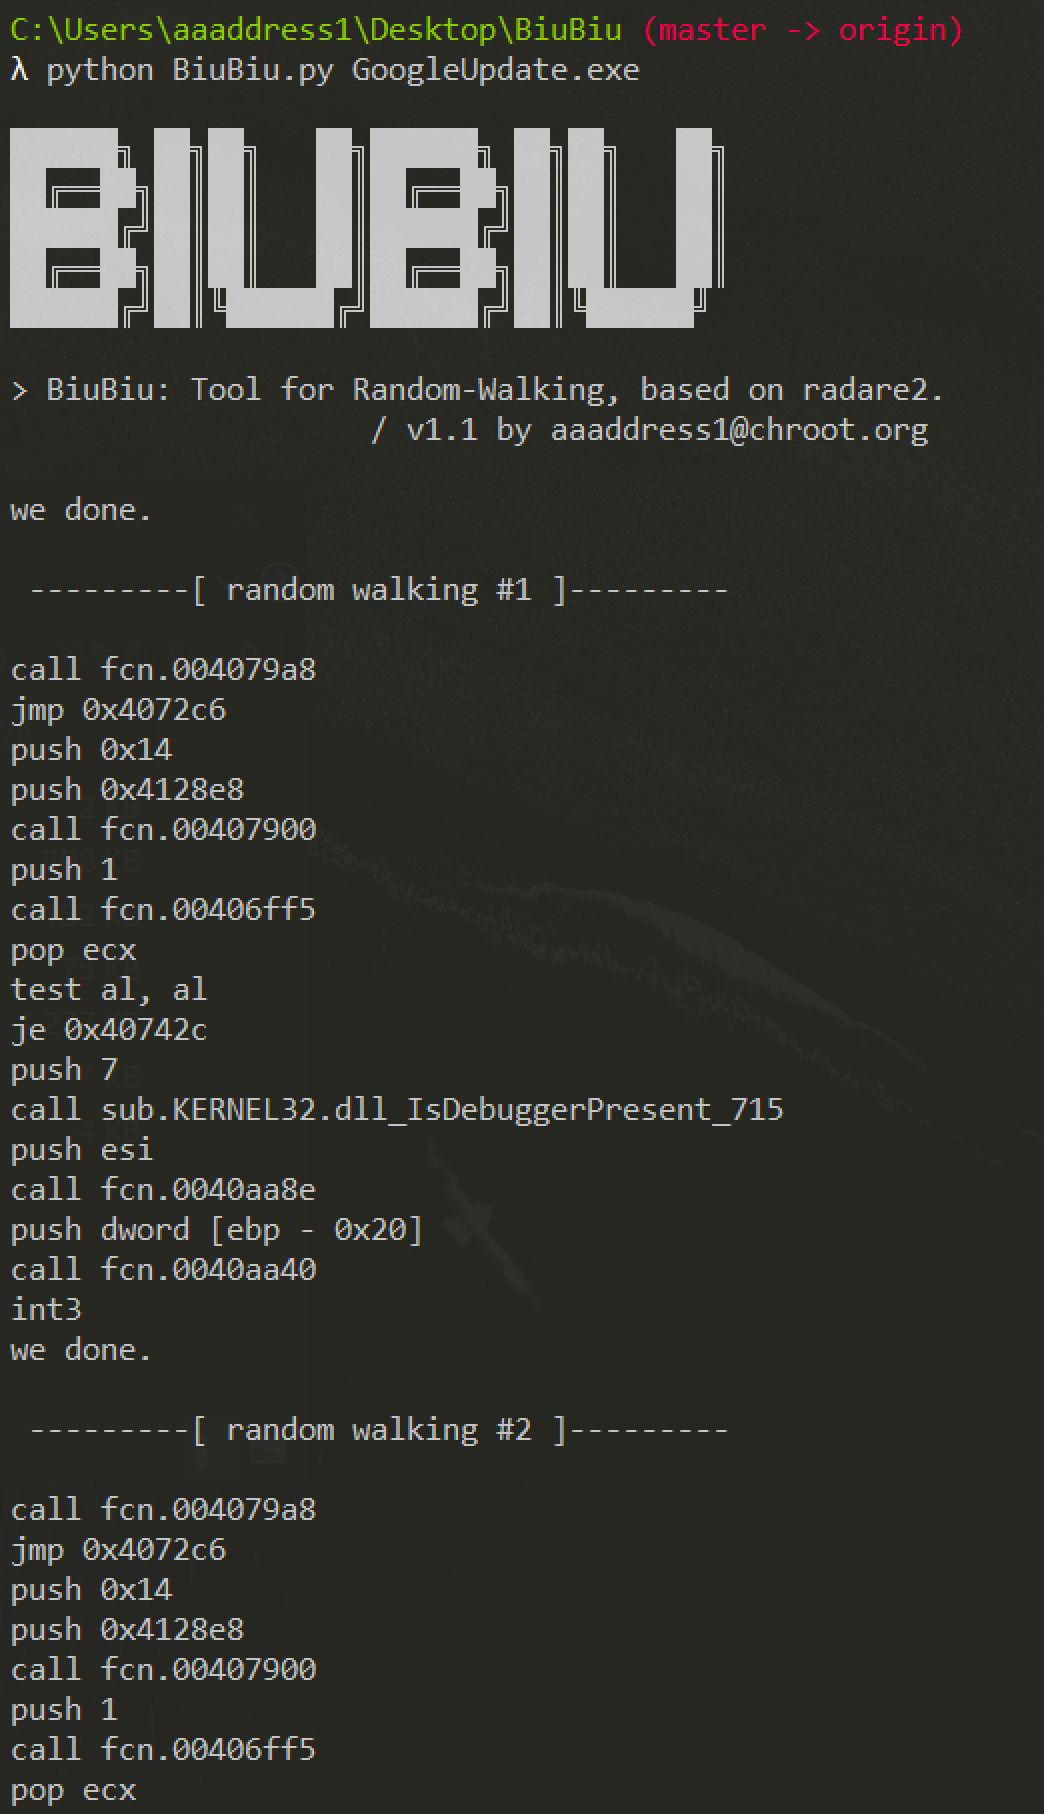 C:\Users\aaaddress1\Desktop\BiuBiu (master -> origin)
λ python BiuBiu.py GoogleUpdate.exe
BIUBIU
> BiuBiu: Tool for Random-Walking, based on radare2.
/ v1.1 by aaaddress1@chroot.org
we done.
---------[ random walking #1 ]---------
call fcn.004079a8
jmp 0x4072c6
push 0x14
push 0x4128e8
call fcn.00407900
push 1
call fcn.00406ff5
pop ecx
test al, al
je 0x40742c
push 7
call sub.KERNEL32.dll_IsDebuggerPresent_715
push esi
call fcn.0040aa8e
push dword [ebp - 0x20]
call fcn.0040aa40
int3
we done.
---------[ random walking #2 ]---------
call fcn.004079a8
jmp 0x4072c6
push 0x14
push 0x4128e8
call fcn.00407900
push 1
call fcn.00406ff5
pop ecx